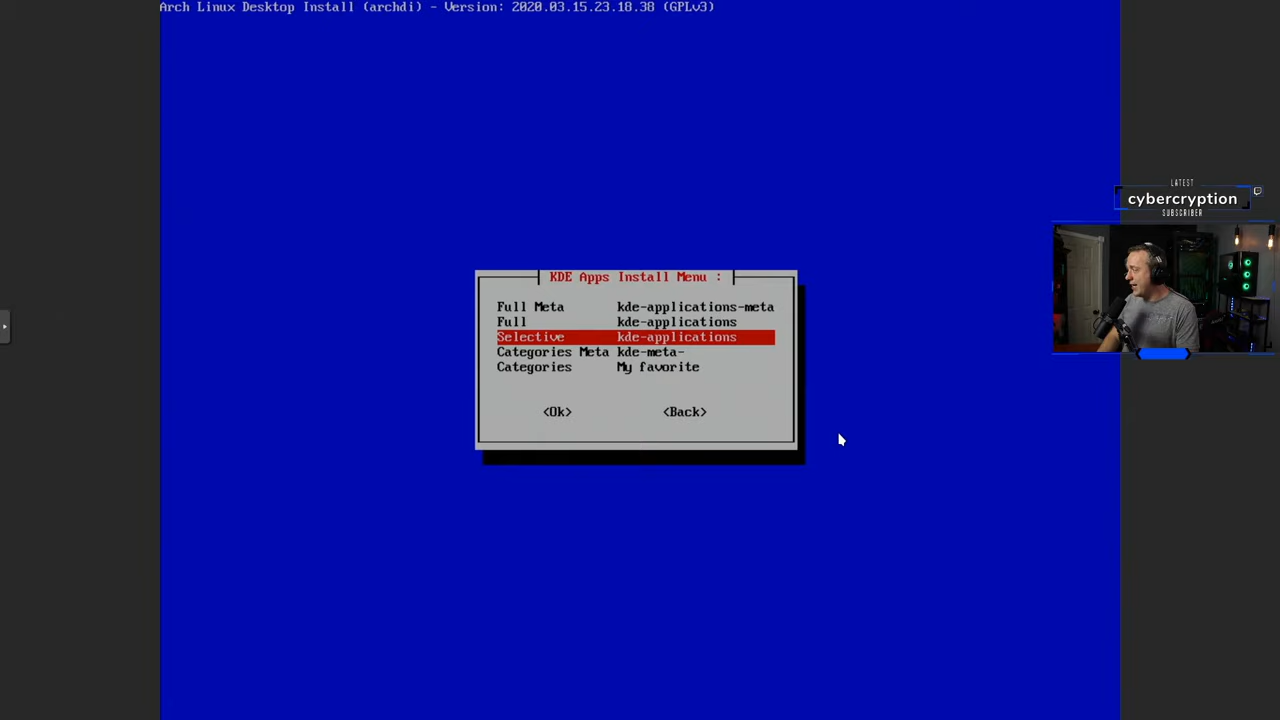 Arch Linux Desktop Install (archdi) - Version: 2020.03.15.23.18.38 (GPLv3)
LATEST
cybercryption
SUBSCRIBER
KDE Apps Install Menu :
Full Meta kde-applications-meta
Full kde-applications
Selective kde-applications
Categories Meta kde-meta-
Categories My favorite
<Ok> <Back>